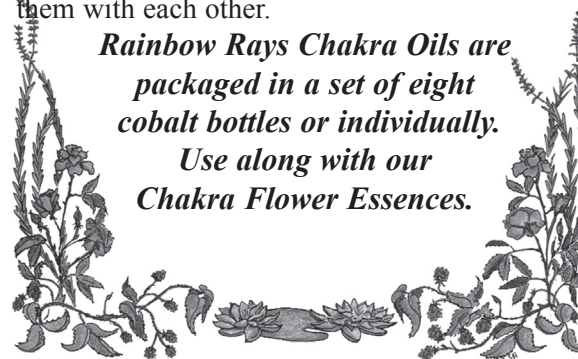 them with each other.
Rainbow Rays Chakra Oils are
packaged in a set of eight
cobalt bottles or individually.
Use along with our
Chakra Flower Essences.